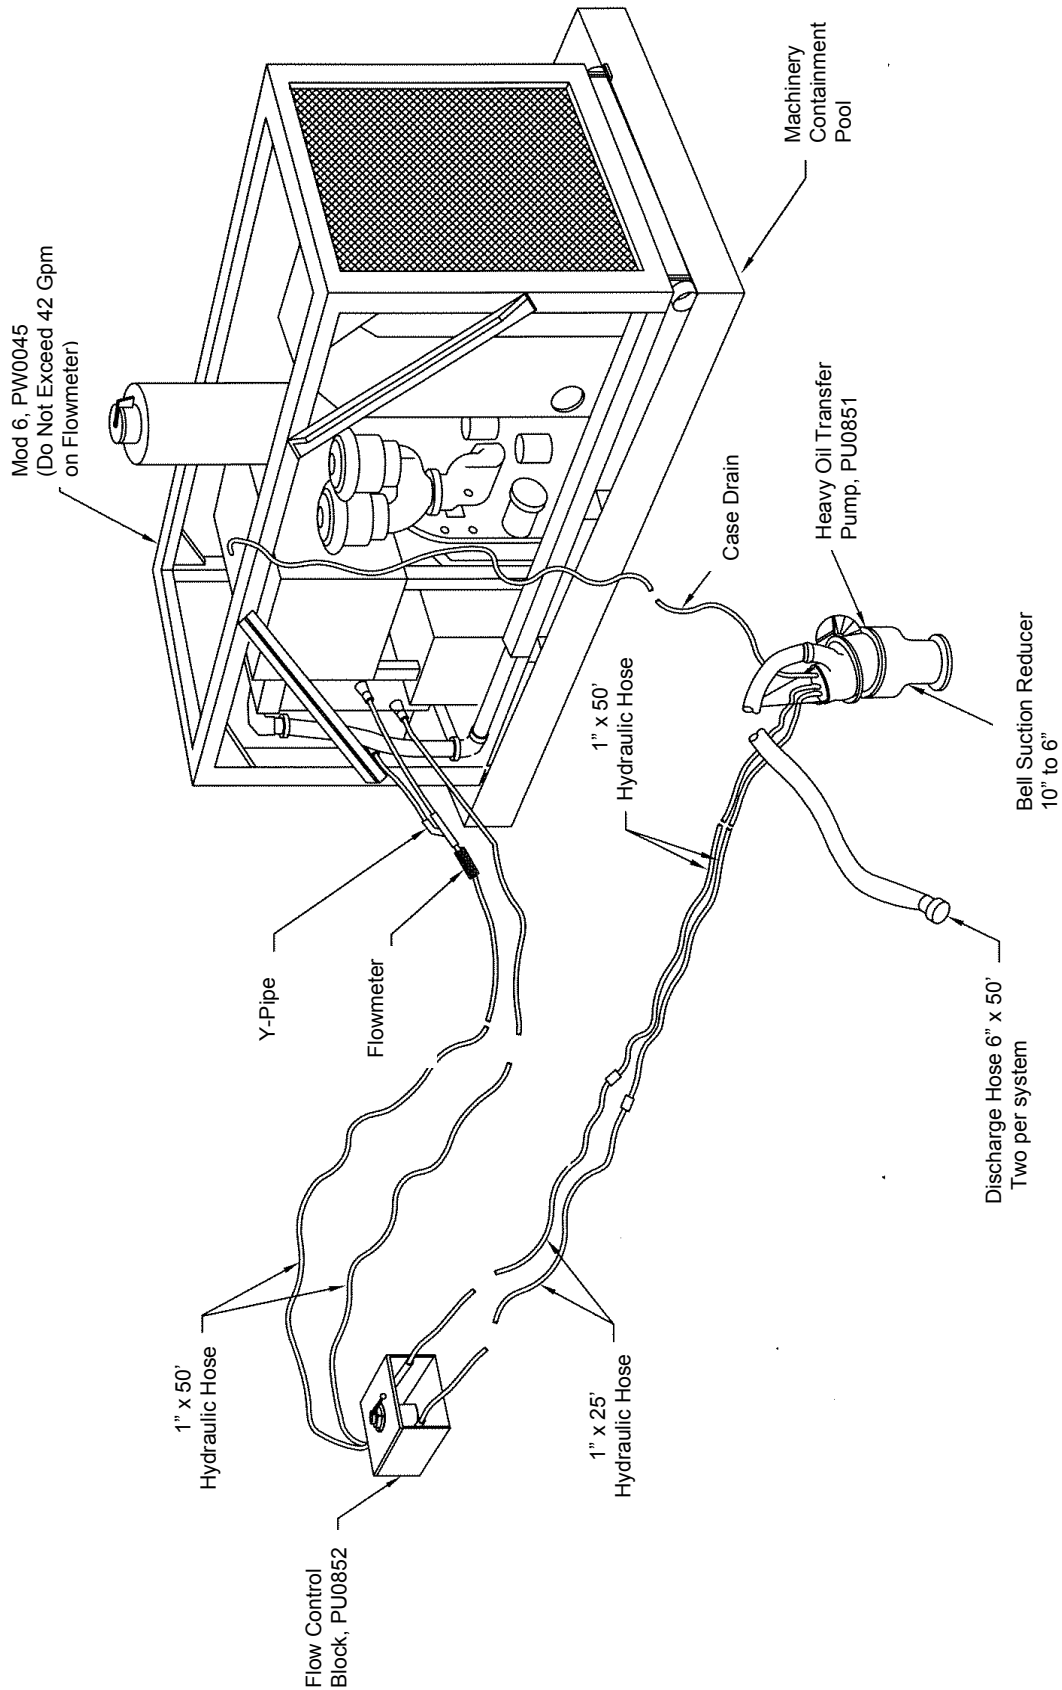 Mod 6, PW0045
(Do Not Exceed 42 Gpm
on Flowmeter)
Machinery
Containment
Pool
Y-Pipe
Flowmeter
Case Drain
Heavy Oil Transfer
Pump, PU0851
1” x 50’
Hydraulic Hose
Bell Suction Reducer
10” to 6”
1” x 50’
Hydraulic Hose
Flow Control
Block, PU0852
1” x 25’
Hydraulic Hose
Discharge Hose 6” x 50’
Two per system